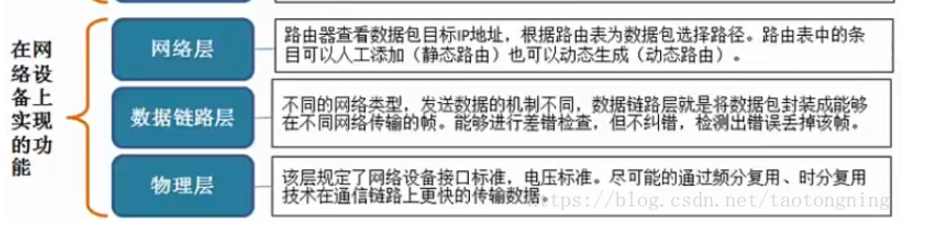 在网络设备上实现的功能
网络层
路由器查看数据包目标IP地址，根据路由表为数据包选择路径。路由表中的条
目可以人工添加（静态路由）也可以动态生成（动态路由）。
数据链路层
不同的网络类型，发送数据的机制不同，数据链路层就是将数据包封装成能够
在不同网络传输的帧。能够进行差错检查，但不纠错，检测出错误丢掉该帧。
物理层
该层规定了网络设备接口标准，电压标准。尽可能的通过频分复用、时分复用
技术在通信链路上更快的传输数据。
https://blog.csdn.net/taotongning